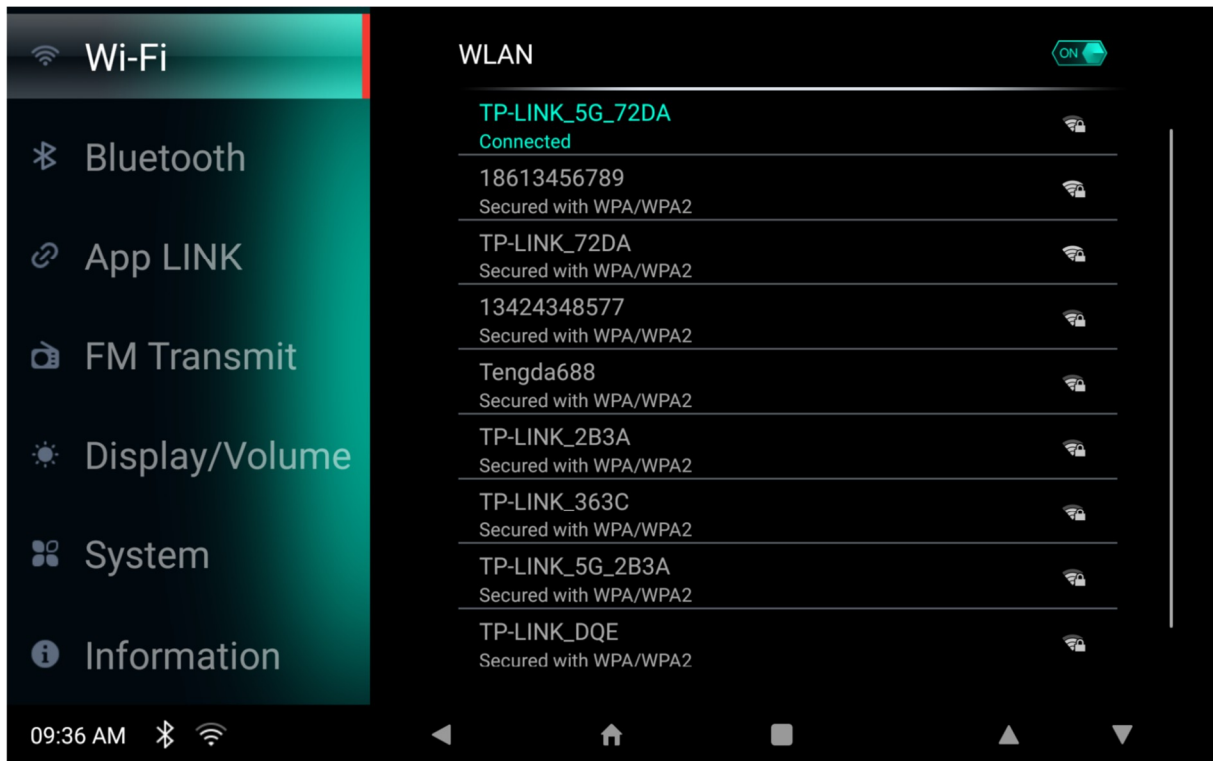 Wi-Fi
Bluetooth
App LINK
FM Transmit
Display/Volume
System
Information
WLAN
ON
TP-LINK_5G_72DA
Connected
18613456789
Secured with WPA/WPA2
TP-LINK_72DA
Secured with WPA/WPA2
13424348577
Secured with WPA/WPA2
Tengda688
Secured with WPA/WPA2
TP-LINK_2B3A
Secured with WPA/WPA2
TP-LINK_363C
Secured with WPA/WPA2
TP-LINK_5G_2B3A
Secured with WPA/WPA2
TP-LINK_DQE
Secured with WPA/WPA2
09:36 AM